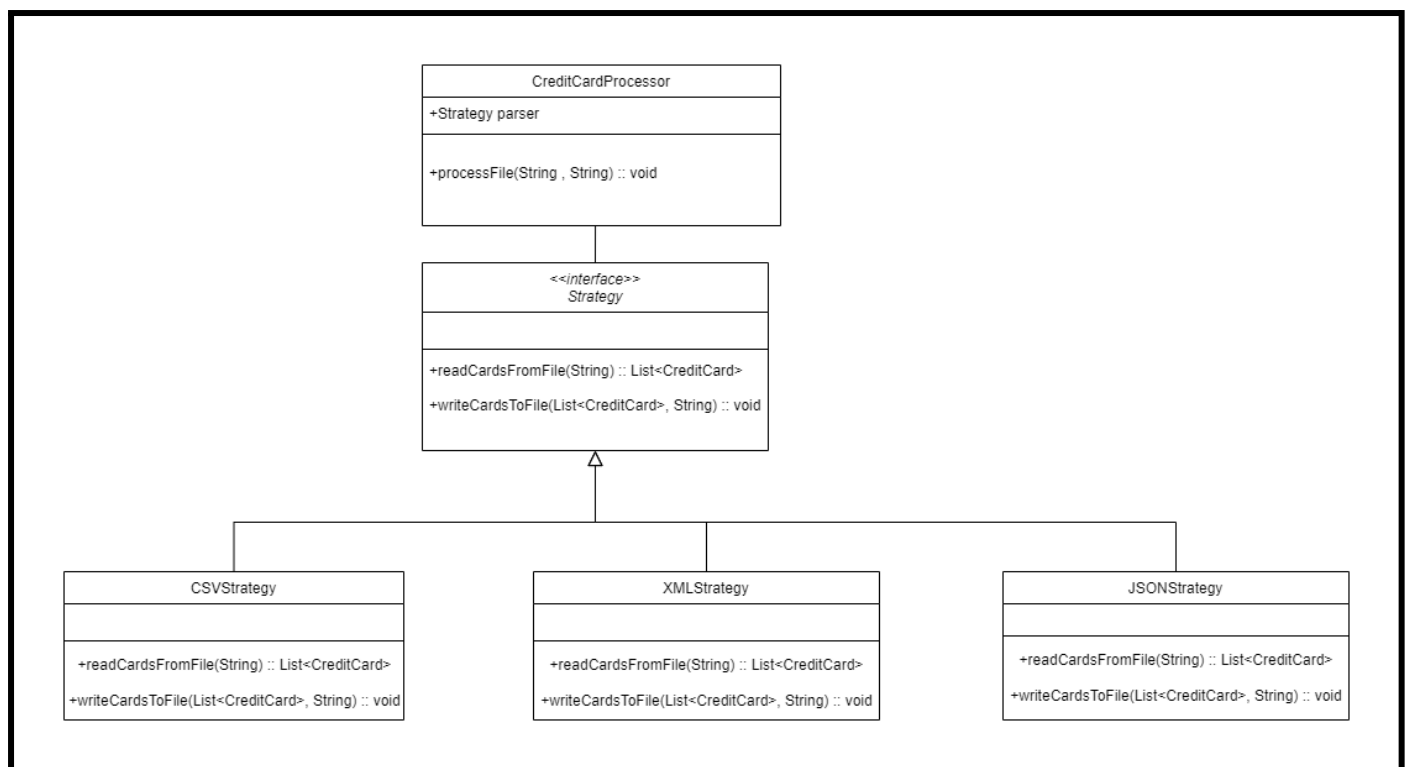 CreditCardProcessor
+Strategy parser
+processFile(String , String) :: void
<<interface>>
Strategy
+readCardsFromFile(String) :: List<CreditCard>
+writeCardsToFile(List<CreditCard>, String) :: void
CSVStrategy
+readCardsFromFile(String) :: List<CreditCard>
+writeCardsToFile(List<CreditCard>, String) :: void
XMLStrategy
+readCardsFromFile(String) :: List<CreditCard>
+writeCardsToFile(List<CreditCard>, String) :: void
JSONStrategy
+readCardsFromFile(String) :: List<CreditCard>
+writeCardsToFile(List<CreditCard>, String) :: void